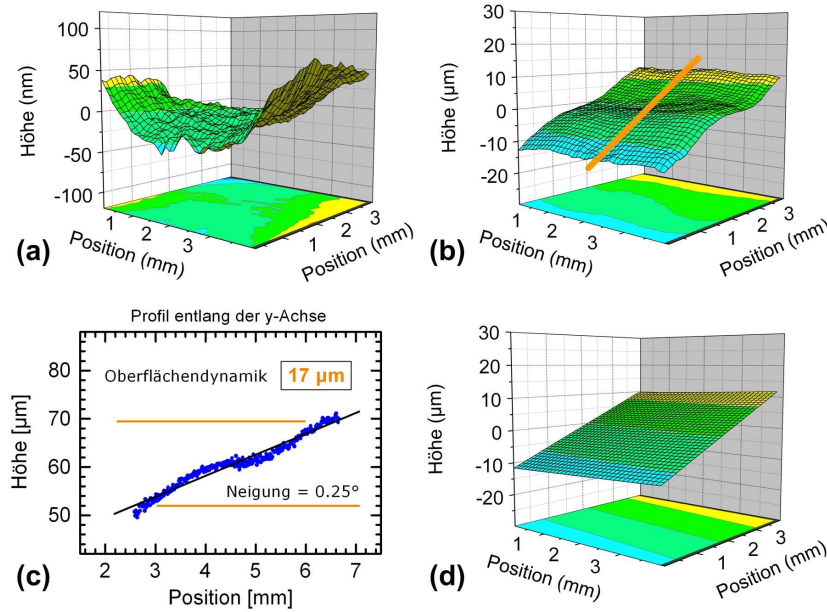 100
50
0
-50
-100
Höhe (nm)
1
2
3
Position (mm)
1
2
3
Position (mm)
(a)
30
20
10
0
-10
-20
Höhe (µm)
1
2
3
Position (mm)
1
2
3
Position (mm)
(b)
Profil entlang der y-Achse
80
70
60
50
Höhe [µm]
Oberflächendynamik 17 µm
Neigung = 0.25°
2 3 4 5 6 7
Position [mm]
(c)
30
20
10
0
-10
-20
Höhe (µm)
1
2
3
Position (mm)
1
2
3
Position (mm)
(d)